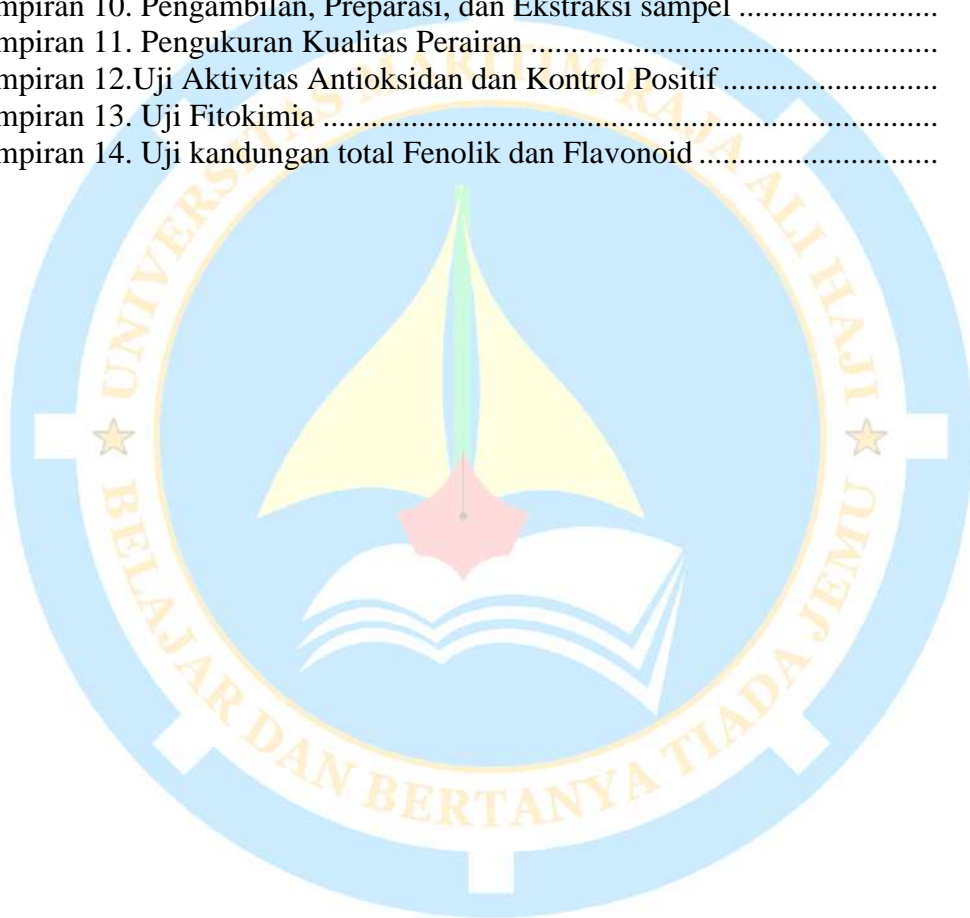 mpiran 10. Pengambilan, Preparasi, dan Ekstraksi sampel ........................
mpiran 11. Pengukuran Kualitas Perairan .................................................
mpiran 12.Uji Aktivitas Antioksidan dan Kontrol Positif ..........................
mpiran 13. Uji Fitokimia ..........................................................................
mpiran 14. Uji kandungan total Fenolik dan Flavonoid .............................
UNIVERSITAS MARITIM RAJA ALI HAJI
BELAJAR DAN BERTANYA TIADA JEMU